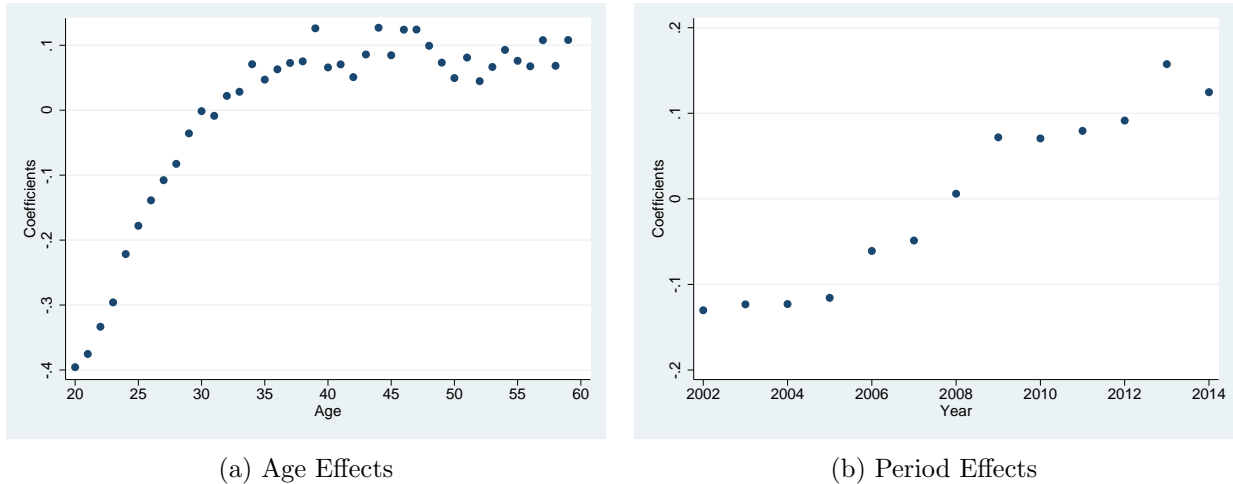 .1
0
-.1
-.2
-.3
-.4
Coefficients
20 25 30 35 40 45 50 55 60
Age
(a) Age Effects
.2
.1
0
-.1
-.2
Coefficients
2002 2004 2006 2008 2010 2012 2014
Year
(b) Period Effects